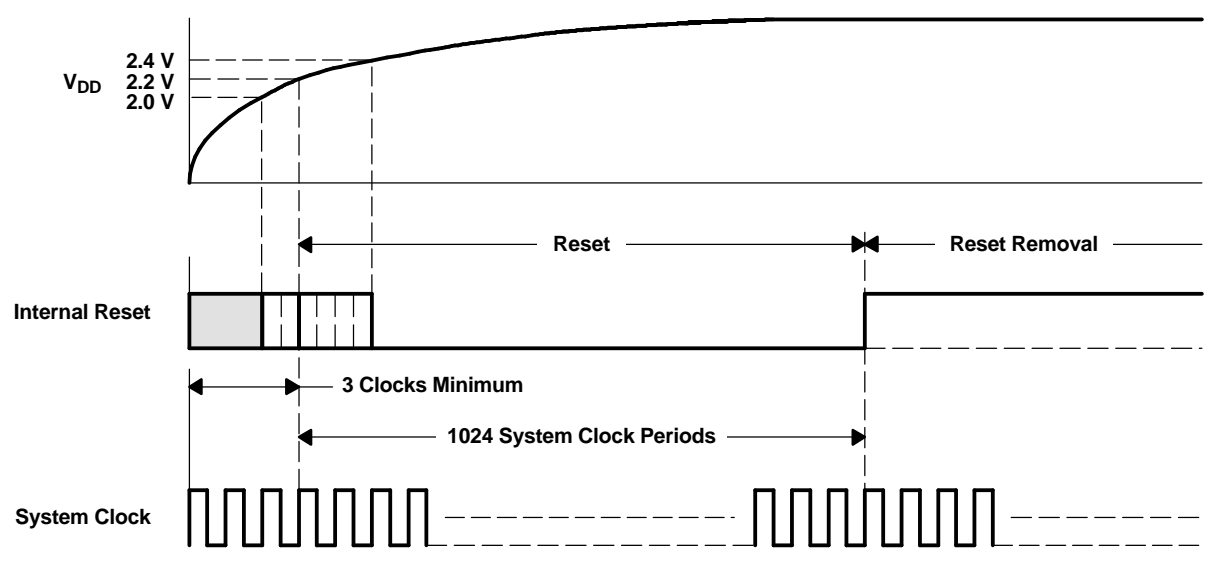 2.4 V
V_DD 2.2 V
2.0 V
Reset
Reset Removal
Internal Reset
3 Clocks Minimum
1024 System Clock Periods
System Clock